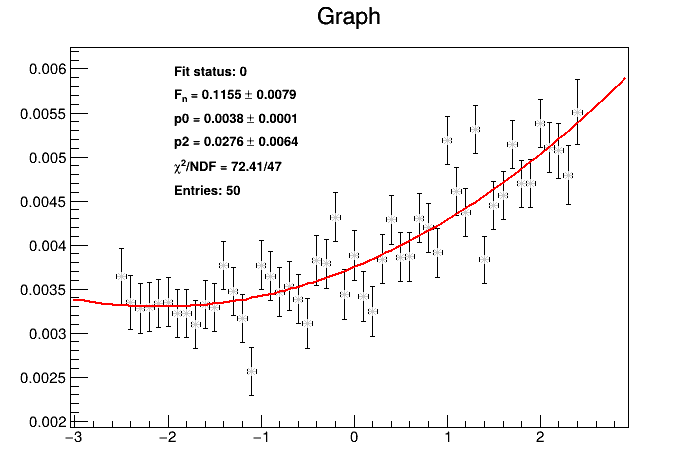 Graph
Fit status: 0
Fn = 0.1155 ± 0.0079
p0 = 0.0038 ± 0.0001
p2 = 0.0276 ± 0.0064
χ²/NDF = 72.41/47
Entries: 50
0.006
0.0055
0.005
0.0045
0.004
0.0035
0.003
0.0025
0.002
−3 −2 −1 0 1 2